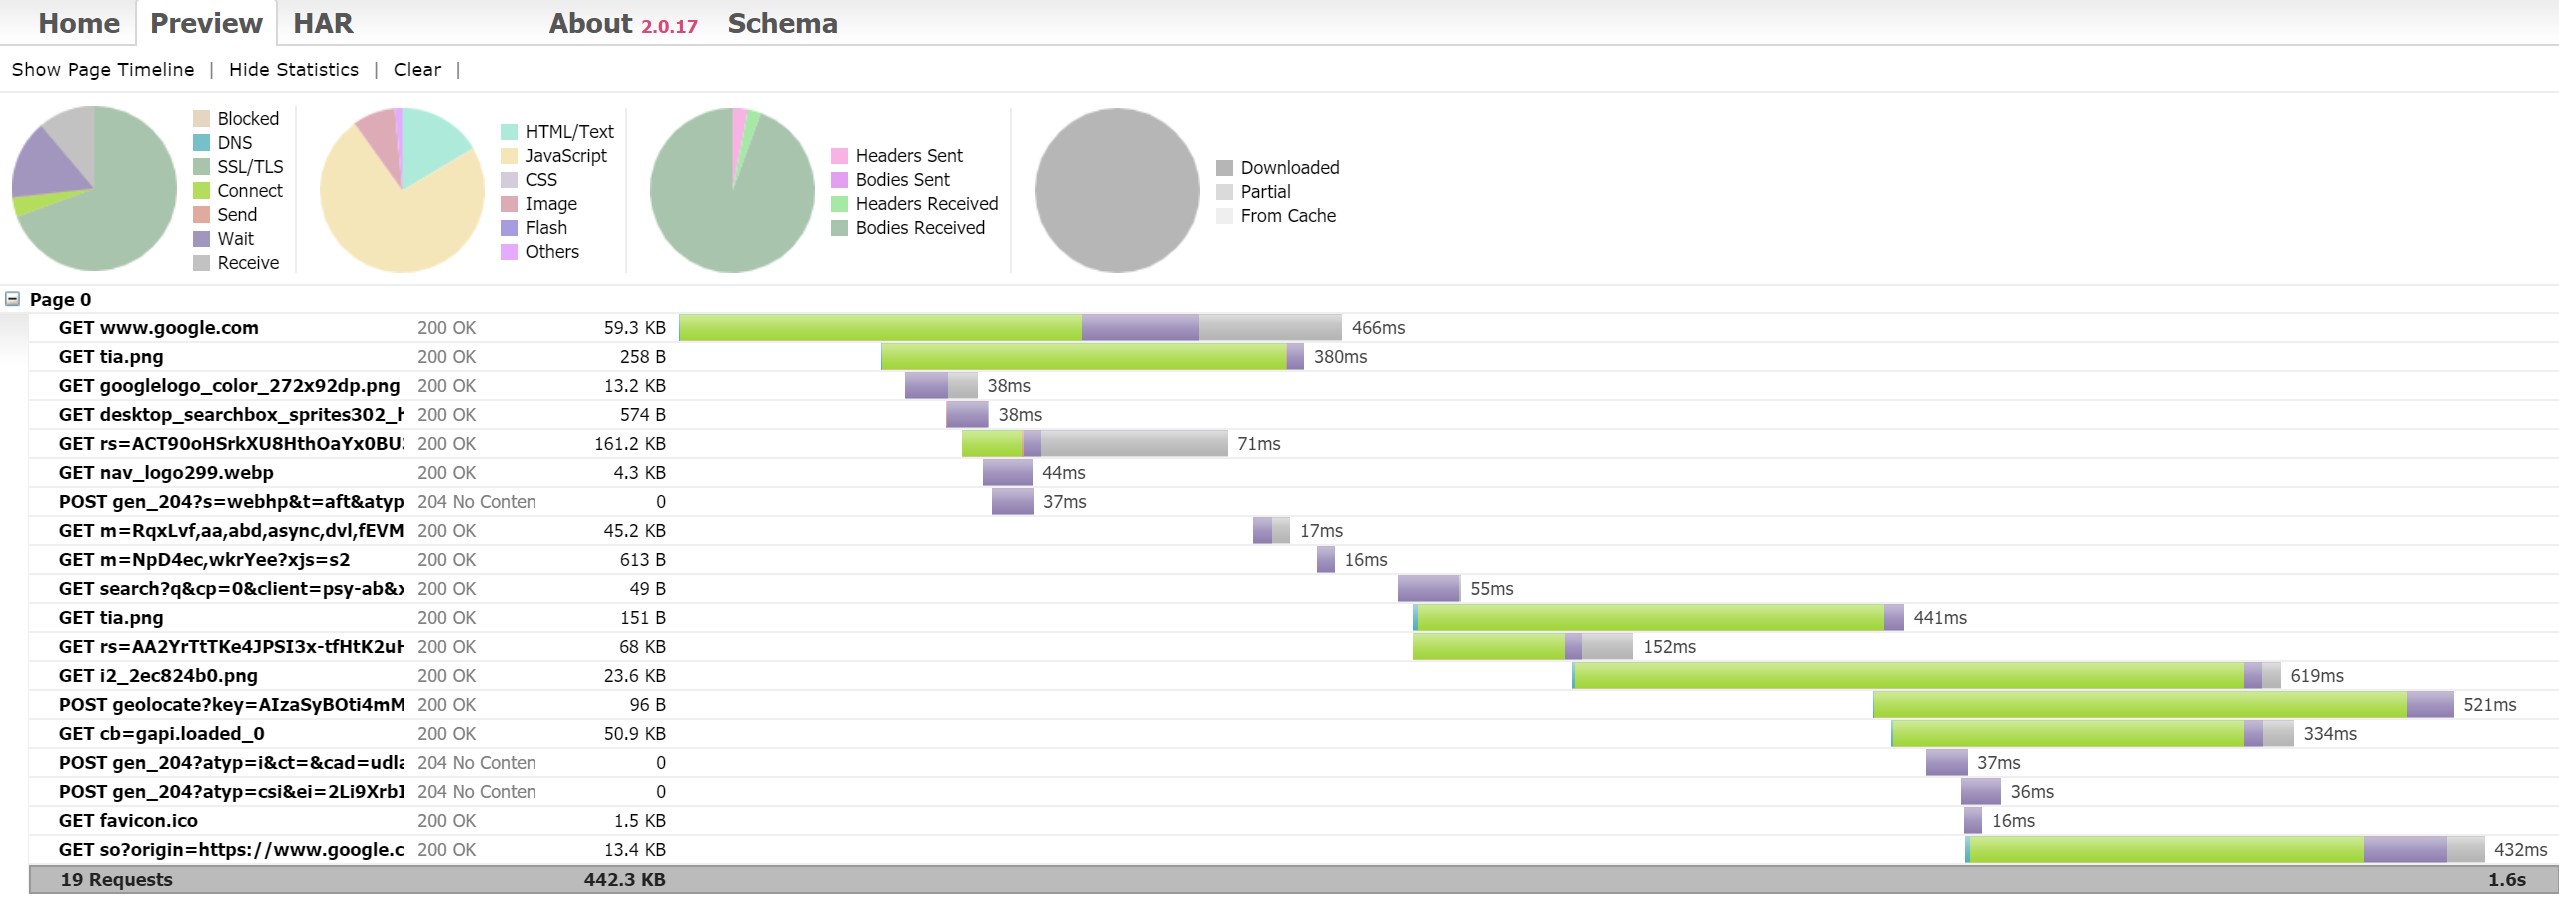 Home Preview HAR About 2.0.17 Schema
Show Page Timeline | Hide Statistics | Clear |
Blocked
DNS
SSL/TLS
Connect
Send
Wait
Receive
HTML/Text
JavaScript
CSS
Image
Flash
Others
Headers Sent
Bodies Sent
Headers Received
Bodies Received
Downloaded
Partial
From Cache
Page 0
GET www.google.com 200 OK 59.3 KB 466ms
GET tia.png 200 OK 258 B 380ms
GET googlelogo_color_272x92dp.png 200 OK 13.2 KB 38ms
GET desktop_searchbox_sprites302_h 200 OK 574 B 38ms
GET rs=ACT90oHSrkXU8HthOaYx0BU 200 OK 161.2 KB 71ms
GET nav_logo299.webp 200 OK 4.3 KB 44ms
POST gen_204?s=webhp&t=aft&atyp 204 No Conten 0 37ms
GET m=RqxLvf,aa,abd,async,dvl,fEVM 200 OK 45.2 KB 17ms
GET m=NpD4ec,wkrYee?xjs=s2 200 OK 613 B 16ms
GET search?q&cp=0&client=psy-ab&x 200 OK 49 B 55ms
GET tia.png 200 OK 151 B 441ms
GET rs=AA2YrTtTKe4JPSI3x-tfHtK2uH 200 OK 68 KB 152ms
GET i2_2ec824b0.png 200 OK 23.6 KB 619ms
POST geolocate?key=AIzaSyBOti4mM 200 OK 96 B 521ms
GET cb=gapi.loaded_0 200 OK 50.9 KB 334ms
POST gen_204?atyp=i&ct=&cad=udla 204 No Conten 0 37ms
POST gen_204?atyp=csi&ei=2Li9XrbI 204 No Conten 0 36ms
GET favicon.ico 200 OK 1.5 KB 16ms
GET so?origin=https://www.google.c 200 OK 13.4 KB 432ms
19 Requests 442.3 KB 1.6s